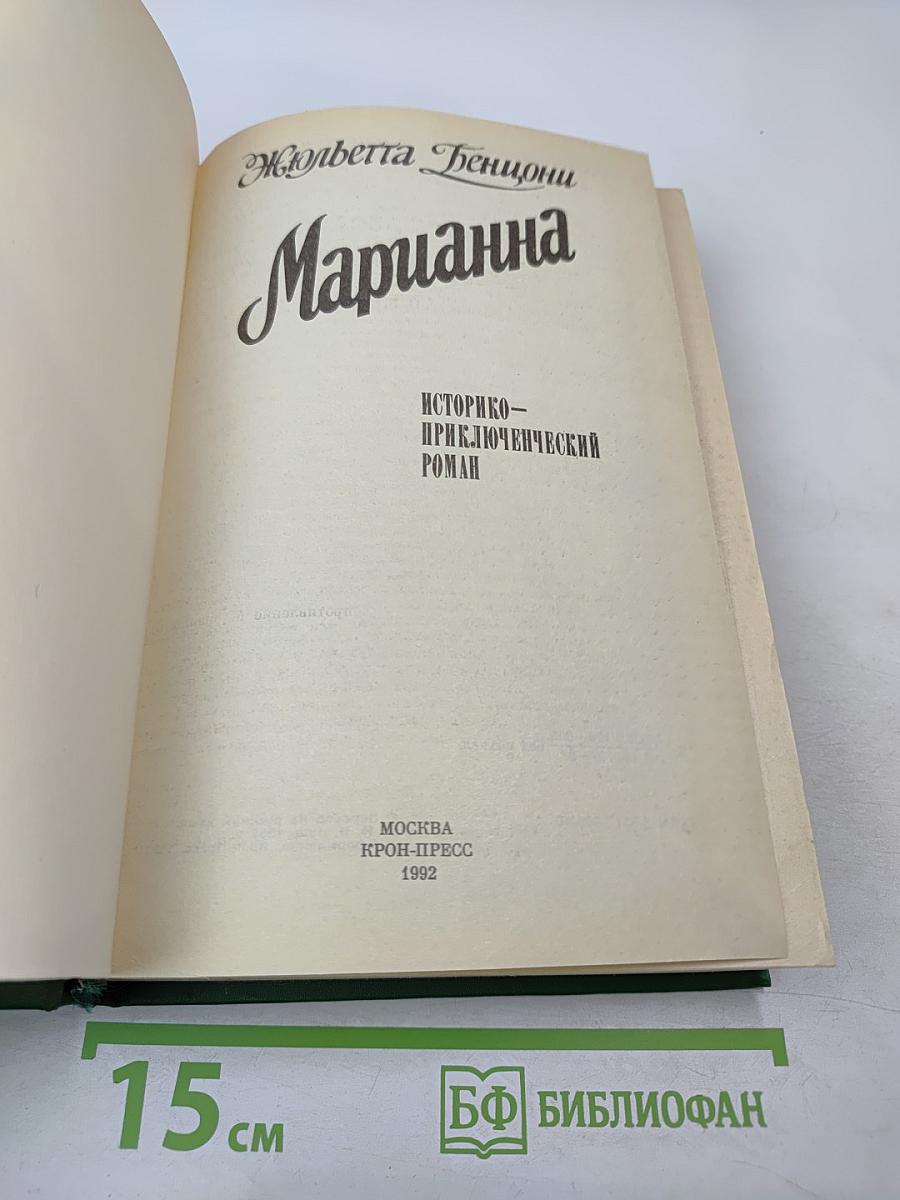 Жюльетта Бенцони
Марианна
ИСТОРИКО—
ПРИКЛЮЧЕНЧЕСКИЙ
РОМАН
МОСКВА
КРОН-ПРЕСС
1992
15 СМ
БФ БИБЛИОФАН